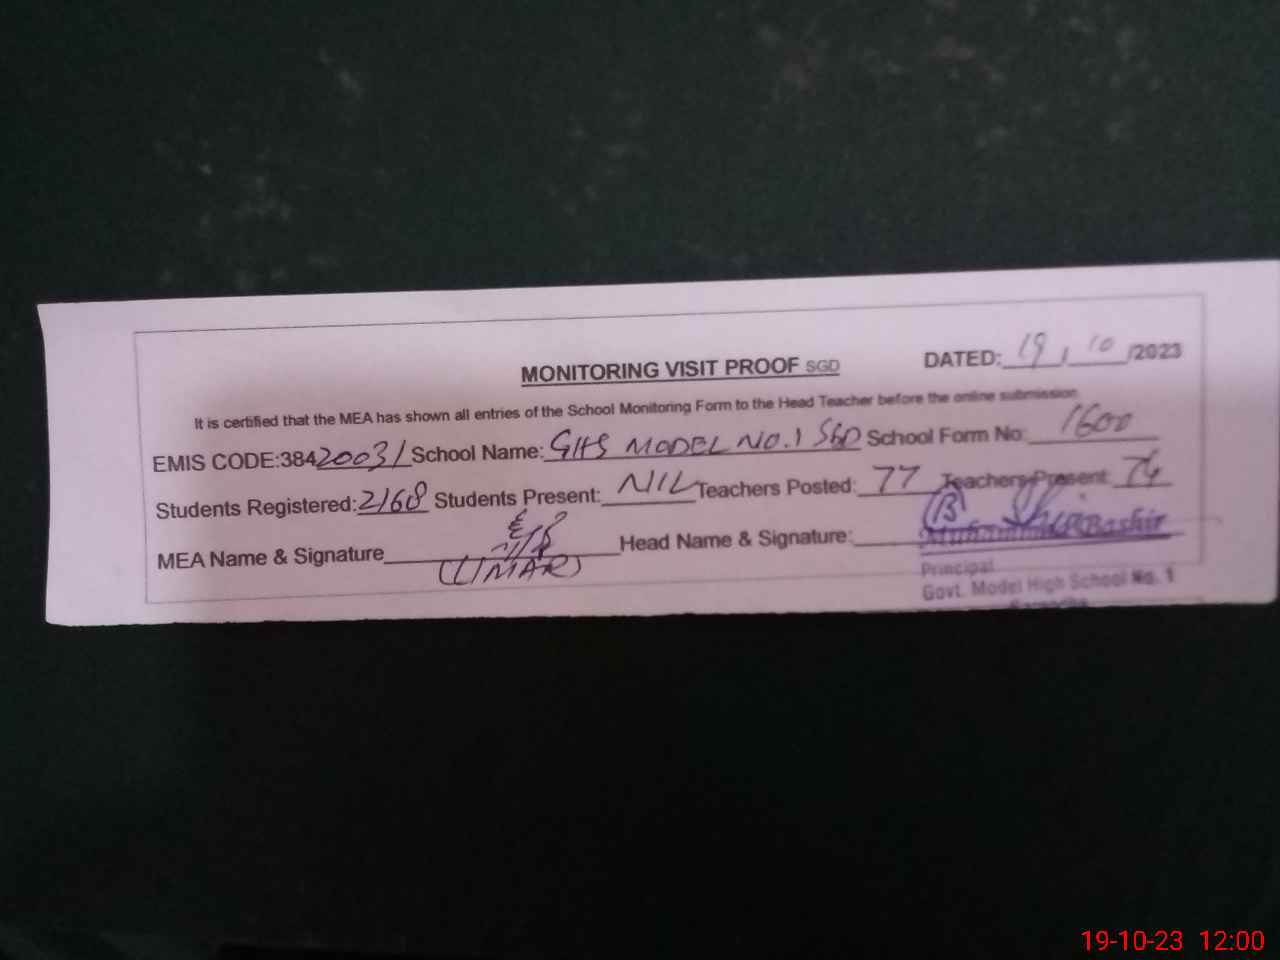 MONITORING VISIT PROOF SGD DATED: 19 / 10 /2023
It is certified that the MEA has shown all entries of the School Monitoring Form to the Head Teacher before the online submission.
EMIS CODE:38420031 School Name: GHS MODEL NO.1 SGD School Form No: 1600
Students Registered: 2168 Students Present: NIL Teachers Posted: 77 Teachers Present: 74
MEA Name & Signature Head Name & Signature:
(UMAR) Bashir
Principal
Govt. Model High School No. 1
Sargodha
19-10-23 12:00